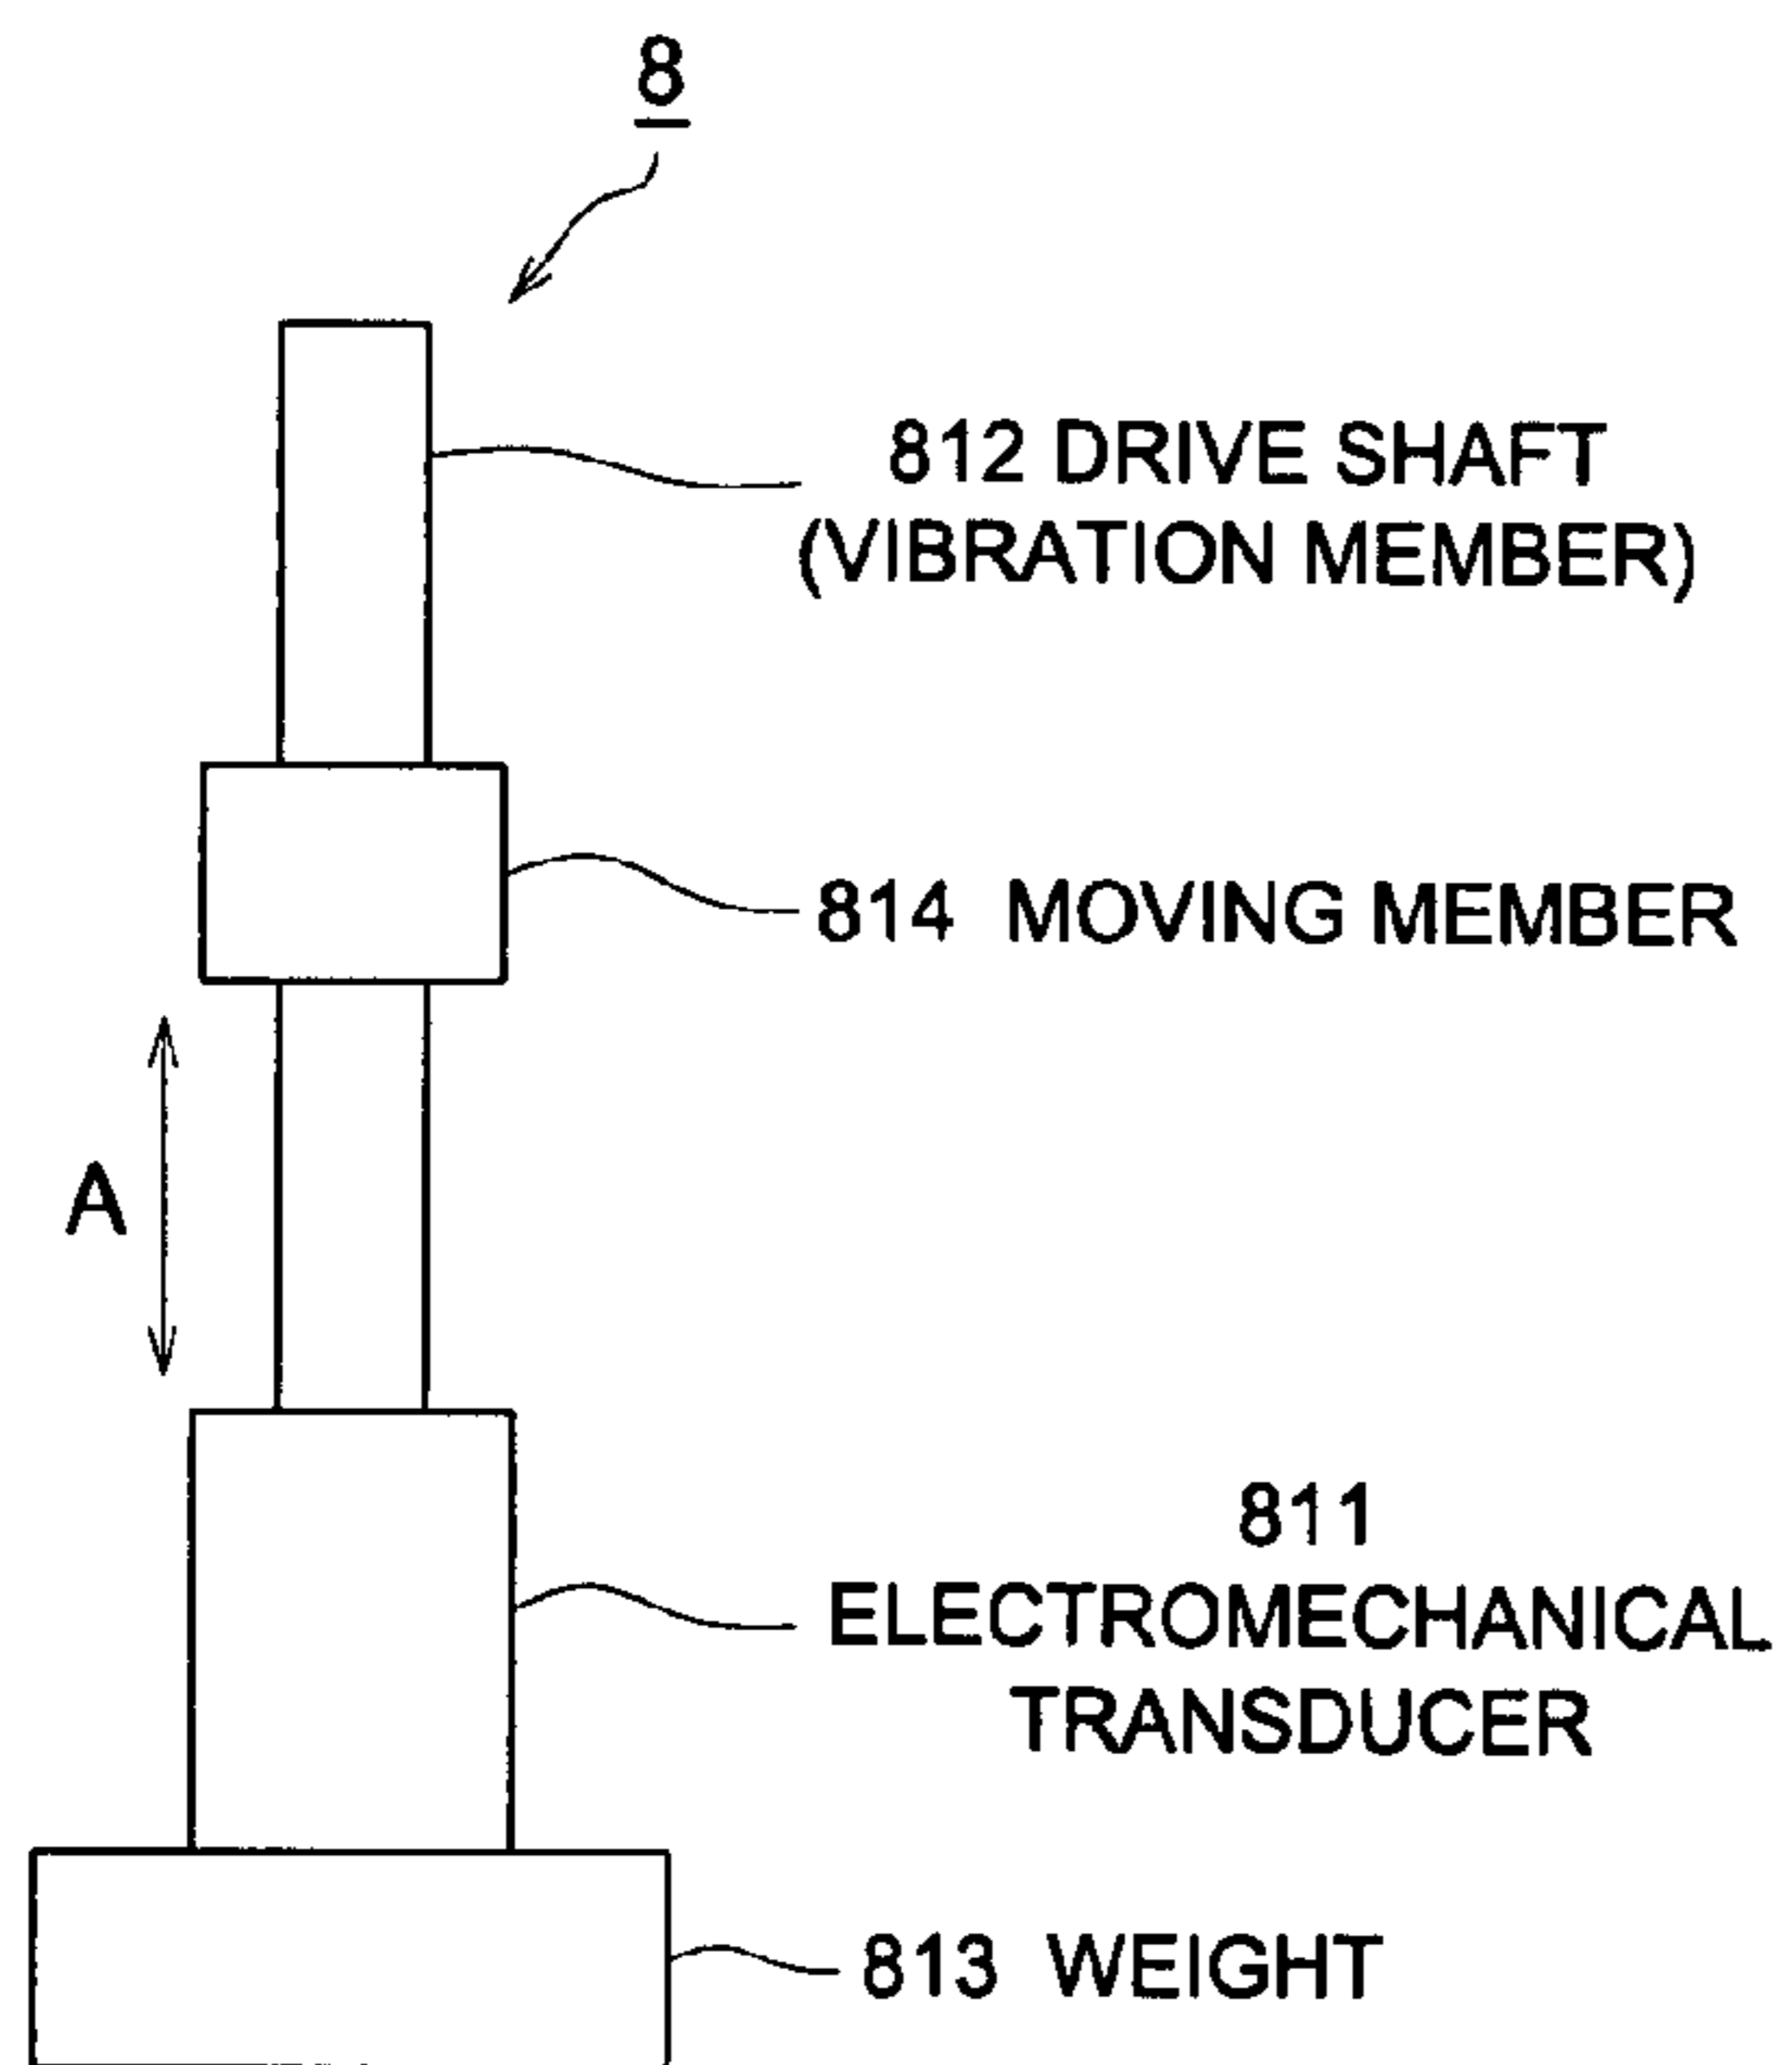 8
812 DRIVE SHAFT
(VIBRATION MEMBER)
814 MOVING MEMBER
A
811
ELECTROMECHANICAL
TRANSDUCER
813 WEIGHT